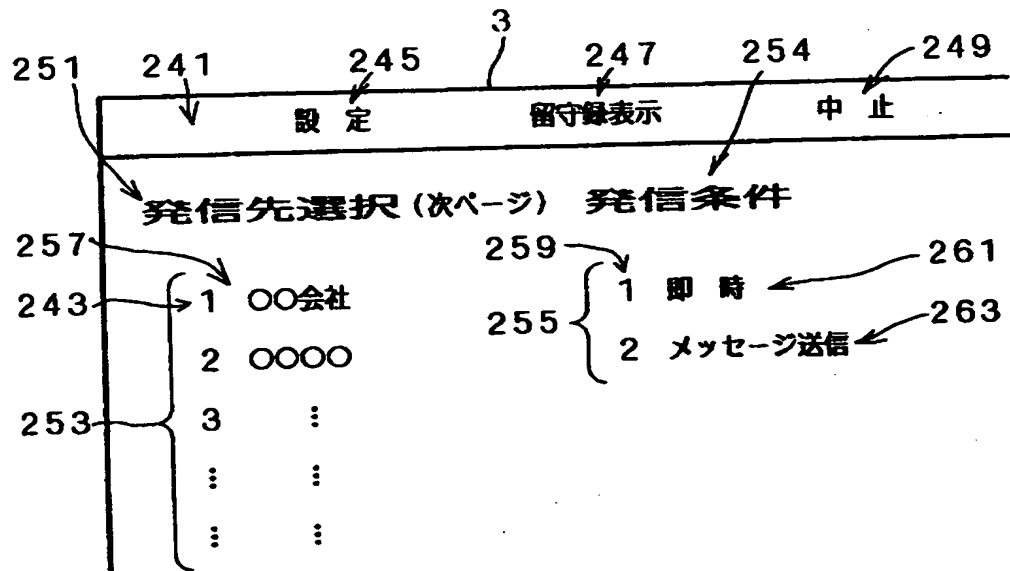 3
251 241 245 247 254 249
設 定 留守録表示 中 止
発信先選択(次ページ) 発信条件
257 259 261
243 1 ○○会社 1 即 時
255 263
2 ○○○○ 2 メッセージ送信
253 3 ⋮
⋮ ⋮
⋮ ⋮